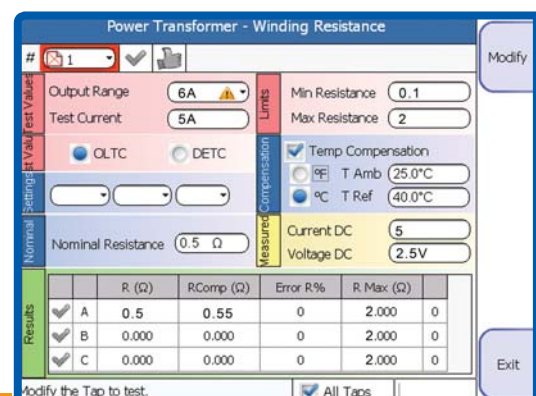 Power Transformer - Winding Resistance
# 1
Modify
Test Values
Output Range 6A
Test Current 5A
Limits
Min Resistance 0.1
Max Resistance 2
OLTC DETC
Settings
Compensation
Temp Compensatio
ºF T Amb 25.0°C
ºC T Ref 40.0°C
Nominal
Nominal Resistance 0.5 Ω
Measured
Current DC 5
Voltage DC 2.5V
Results
R (Ω) RComp (Ω) Error R% R Max (Ω)
A 0.5 0.55 0 2.000 0
B 0.000 0.000 0 2.000 0
C 0.000 0.000 0 2.000 0
Modify the Tap to test. All Taps
Exit